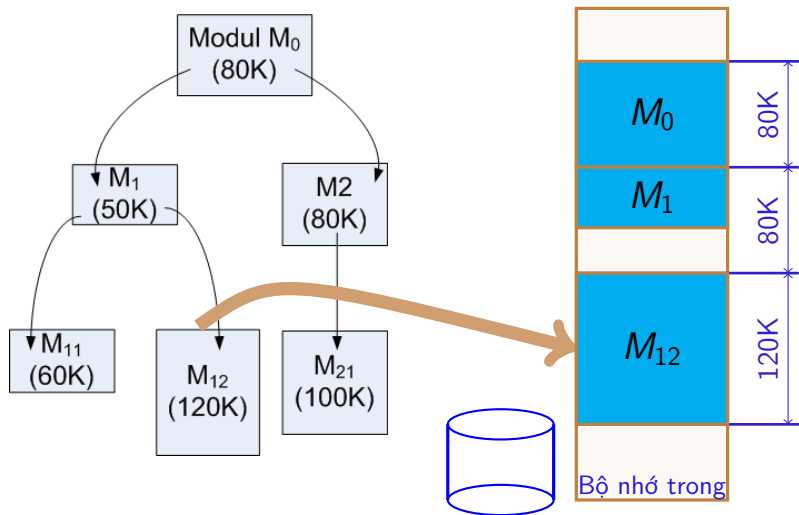 Modul M₀
(80K)
M₁
(50K)
M2
(80K)
M₁₁
(60K)
M₁₂
(120K)
M₂₁
(100K)
M₀
M₁
M₁₂
80K
80K
120K
Bộ nhớ trong